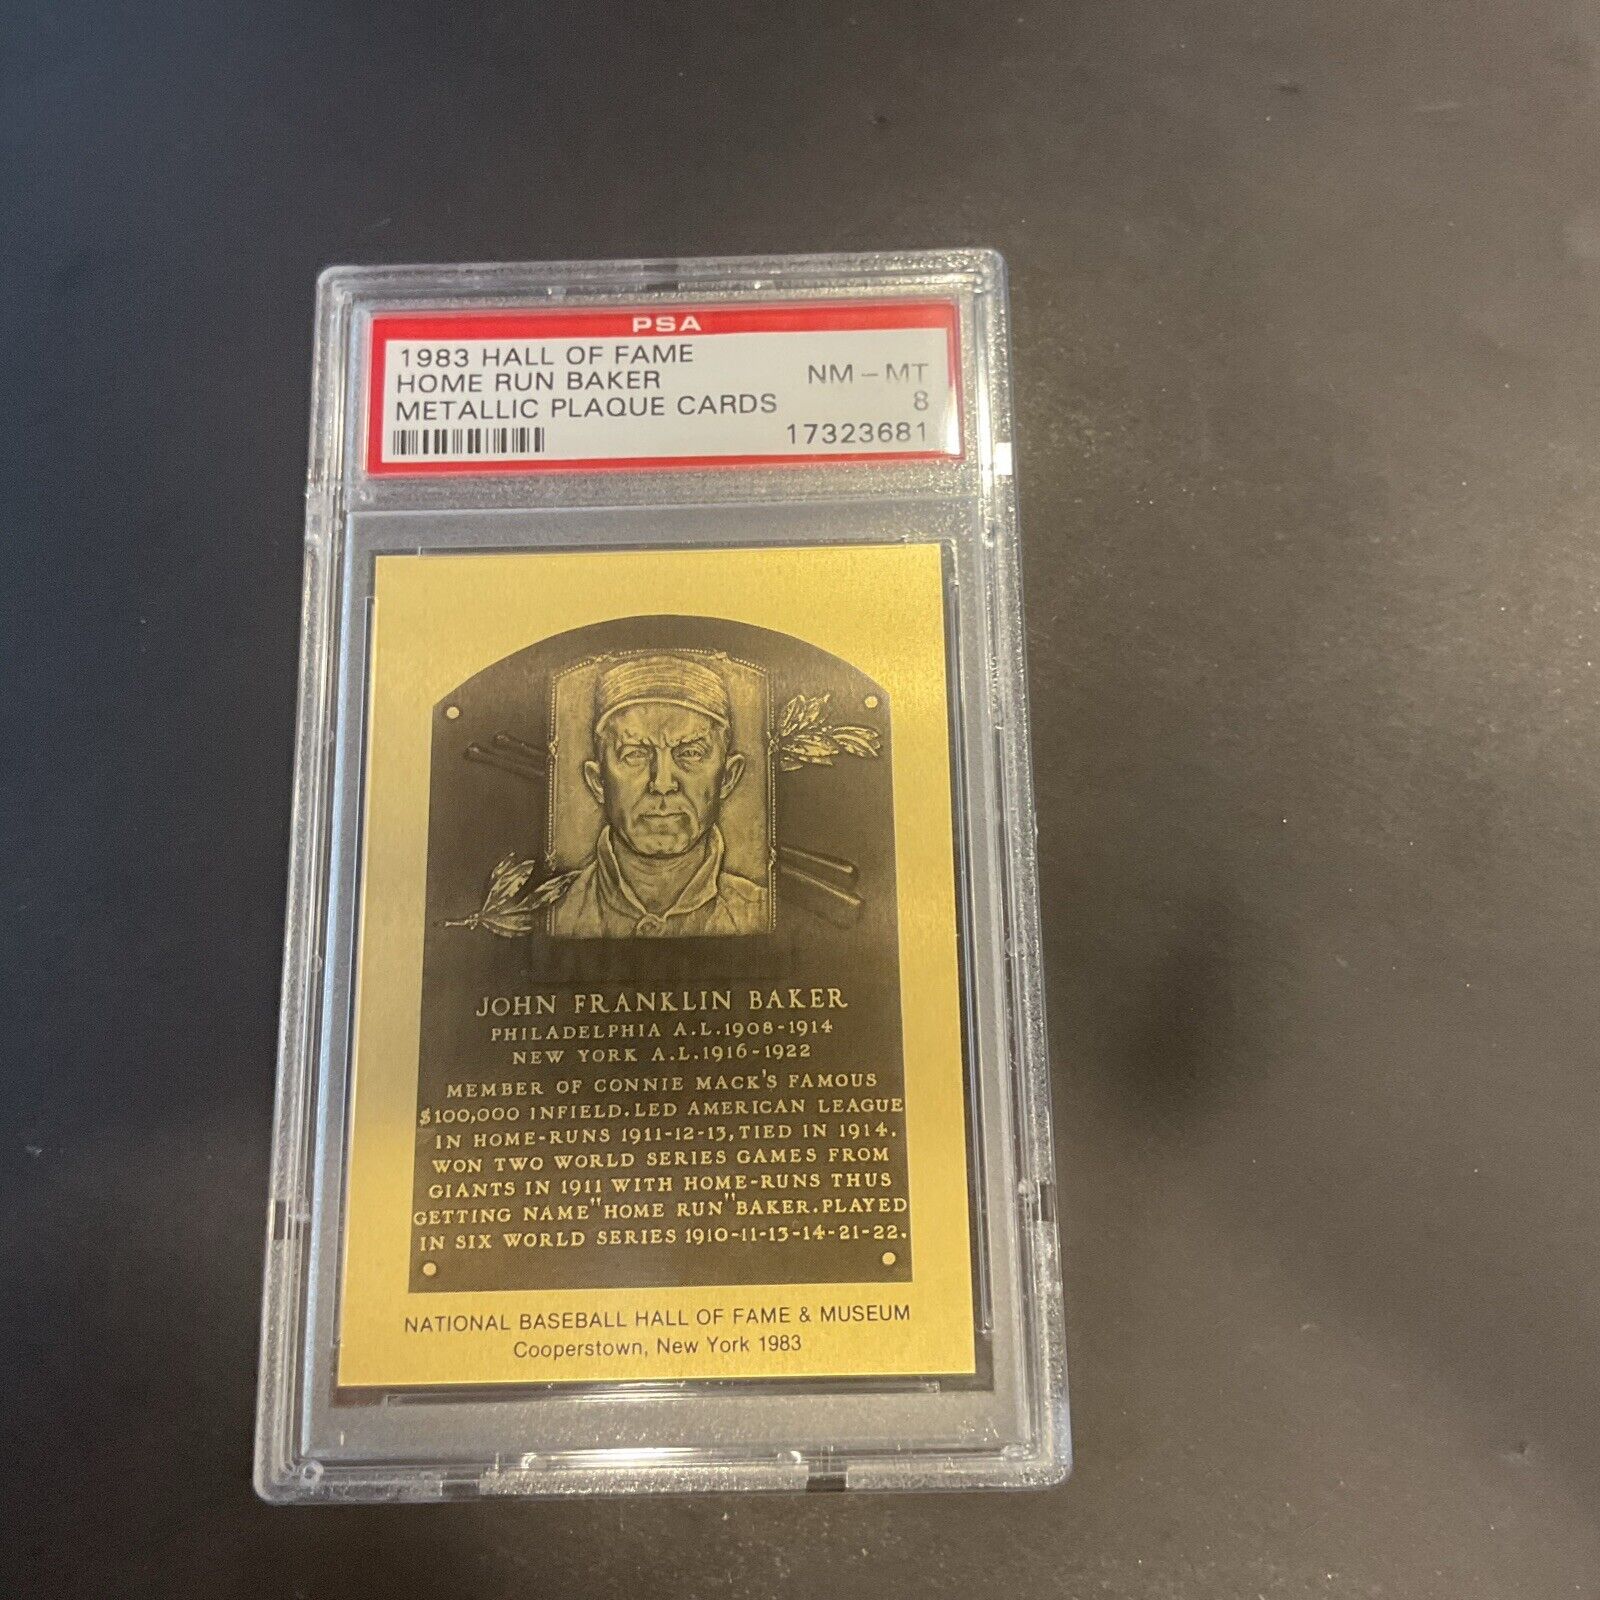 PSA
1983 HALL OF FAME
HOME RUN BAKER NM - MT
METALLIC PLAQUE CARDS 8
17323681
JOHN FRANKLIN BAKER
PHILADELPHIA A.L.1908-1914
NEW YORK A.L.1916-1922
MEMBER OF CONNIE MACK'S FAMOUS
$100,000 INFIELD. LED AMERICAN LEAGUE
IN HOME-RUNS 1911-12-13, TIED IN 1914.
WON TWO WORLD SERIES GAMES FROM
GIANTS IN 1911 WITH HOME-RUNS THUS
GETTING NAME "HOME RUN" BAKER. PLAYED
IN SIX WORLD SERIES 1910-11-13-14-21-22.
NATIONAL BASEBALL HALL OF FAME & MUSEUM
Cooperstown, New York 1983